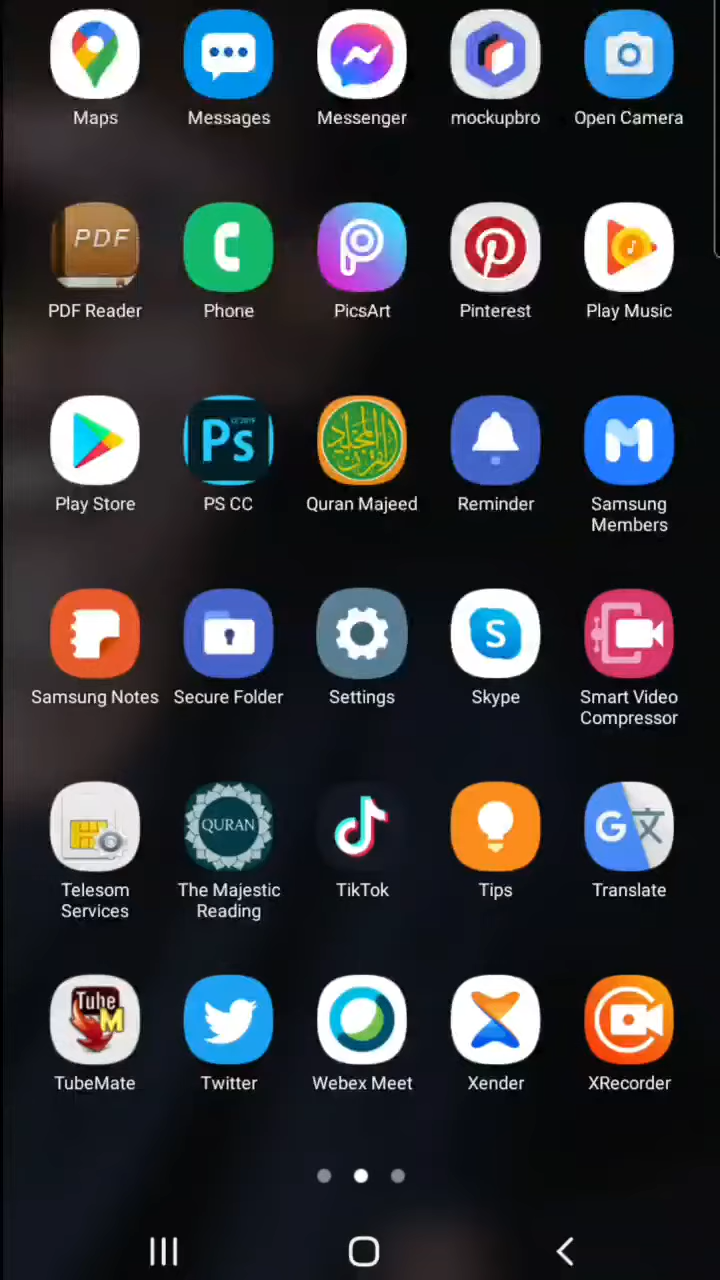 Maps
Messages
Messenger
mockupbro
Open Camera
PDF
PDF Reader
Phone
PicsArt
Pinterest
Play Music
Ps
Play Store
PS CC
Quran Majeed
Reminder
Samsung
Members
S
Samsung Notes
Secure Folder
Settings
Skype
Smart Video
Compressor
QURAN
G 文
Telesom
Services
The Majestic
Reading
TikTok
Tips
Translate
Tube
M
TubeMate
Twitter
Webex Meet
Xender
XRecorder